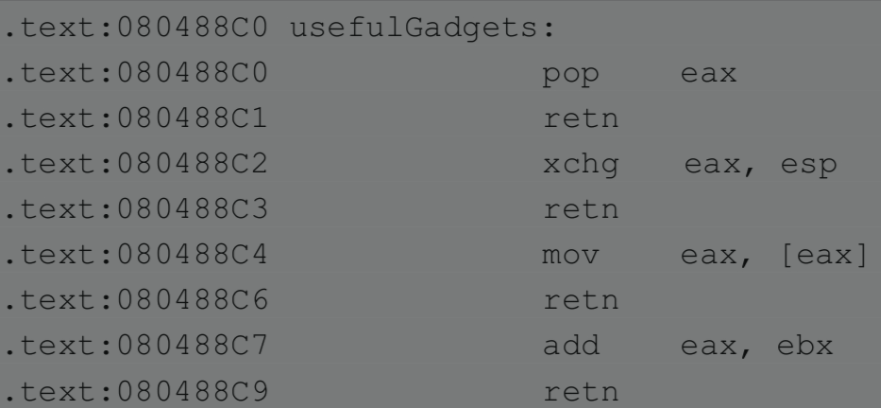 .text:080488C0 usefulGadgets:
.text:080488C0 pop eax
.text:080488C1 retn
.text:080488C2 xchg eax, esp
.text:080488C3 retn
.text:080488C4 mov eax, [eax]
.text:080488C6 retn
.text:080488C7 add eax, ebx
.text:080488C9 retn